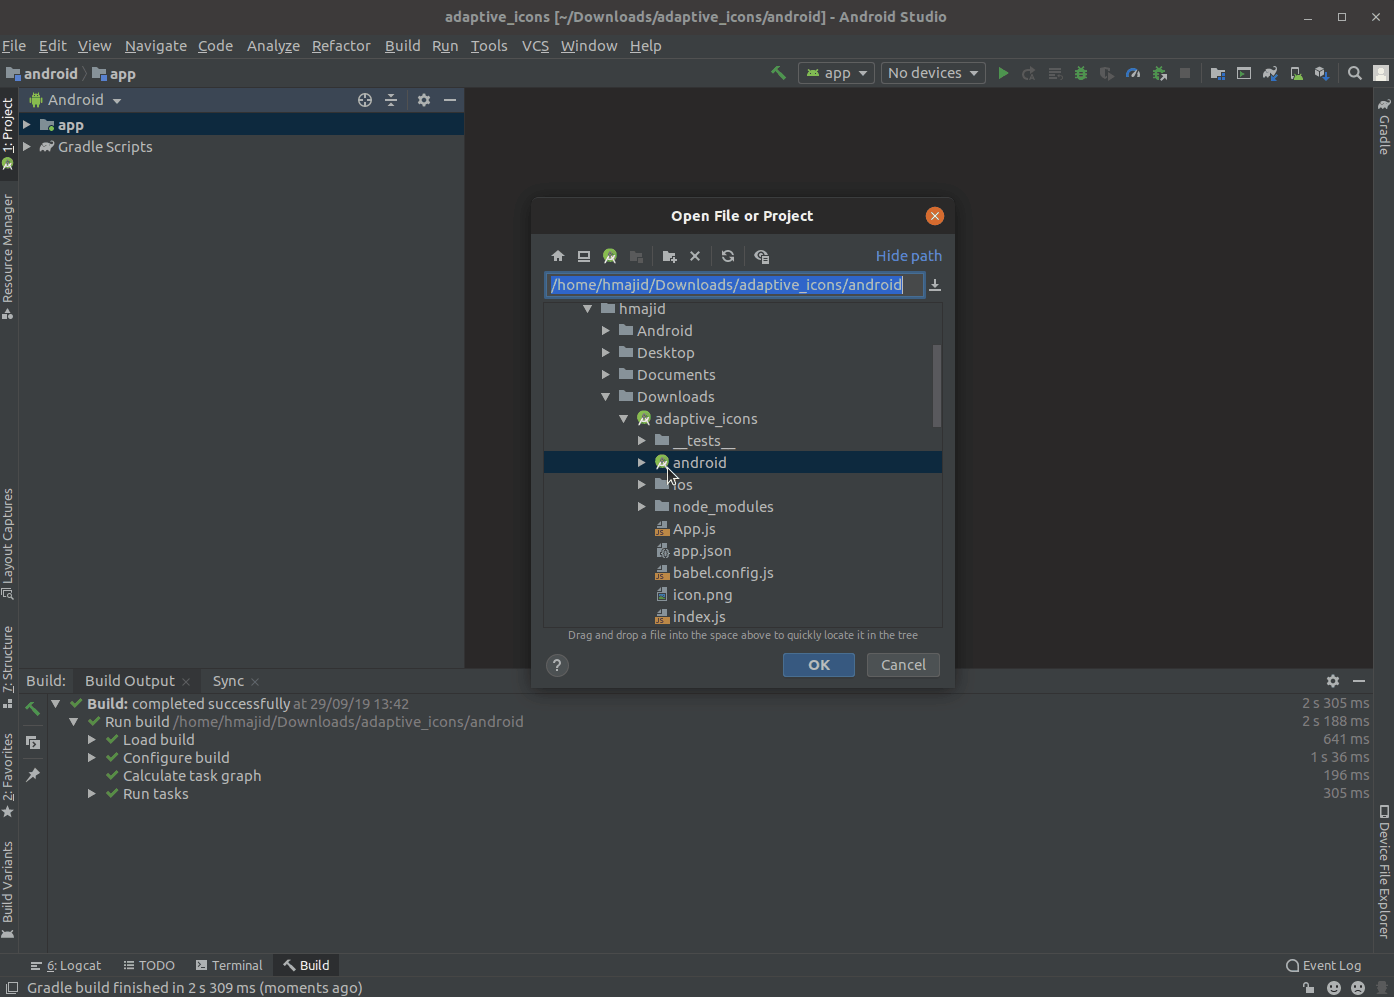 adaptive_icons [~/Downloads/adaptive_icons/android] - Android Studio
File Edit View Navigate Code Analyze Refactor Build Run Tools VCS Window Help
android app
app No devices
1: Project
Resource Manager
Layout Captures
7: Structure
2: Favorites
Build Variants
Android
app
Gradle Scripts
Gradle
Device File Explorer
Open File or Project
Hide path
/home/hmajid/Downloads/adaptive_icons/android
hmajid
Android
Desktop
Documents
Downloads
adaptive_icons
__tests__
android
ios
node_modules
JS App.js
app.json
JS babel.config.js
icon.png
JS index.js
Drag and drop a file into the space above to quickly locate it in the tree
? OK Cancel
Build: Build Output Sync
Build: completed successfully at 29/09/19 13:42 2 s 305 ms
Run build /home/hmajid/Downloads/adaptive_icons/android 2 s 188 ms
Load build 641 ms
Configure build 1 s 36 ms
Calculate task graph 196 ms
Run tasks 305 ms
6: Logcat TODO Terminal Build Event Log
Gradle build finished in 2 s 309 ms (moments ago)